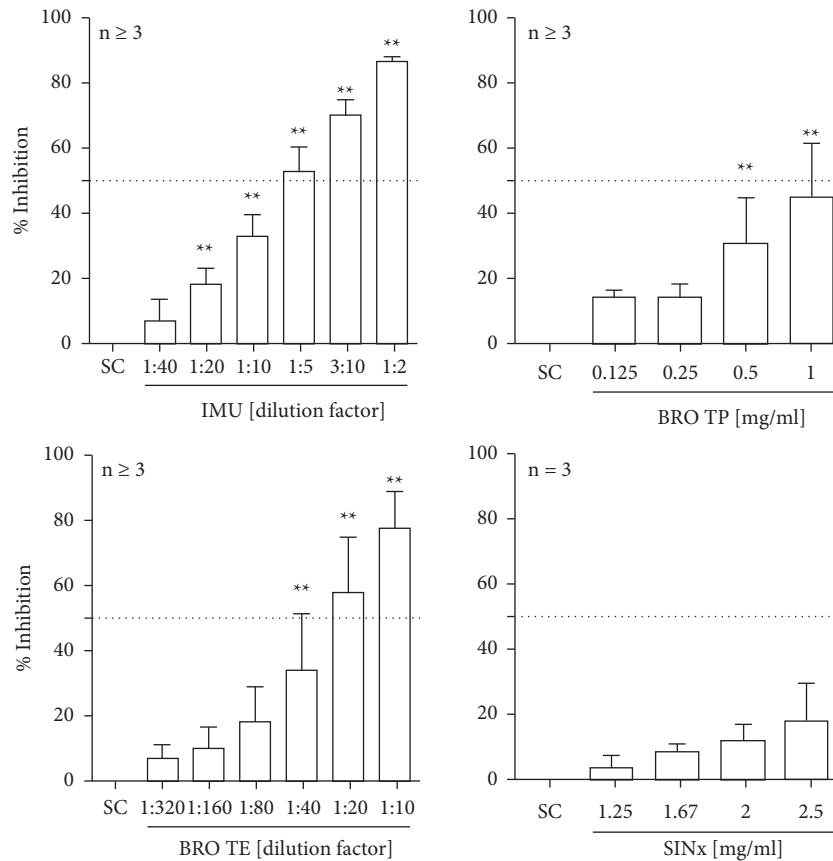 n ≥ 3
% Inhibition
100
80
60
40
20
0
**
**
**
**
**
SC 1:40 1:20 1:10 1:5 3:10 1:2
IMU [dilution factor]
n ≥ 3
100
80
60
40
20
0
**
**
SC 0.125 0.25 0.5 1
BRO TP [mg/ml]
n ≥ 3
% Inhibition
100
80
60
40
20
0
**
**
**
SC 1:320 1:160 1:80 1:40 1:20 1:10
BRO TE [dilution factor]
n = 3
100
80
60
40
20
0
SC 1.25 1.67 2 2.5
SINx [mg/ml]